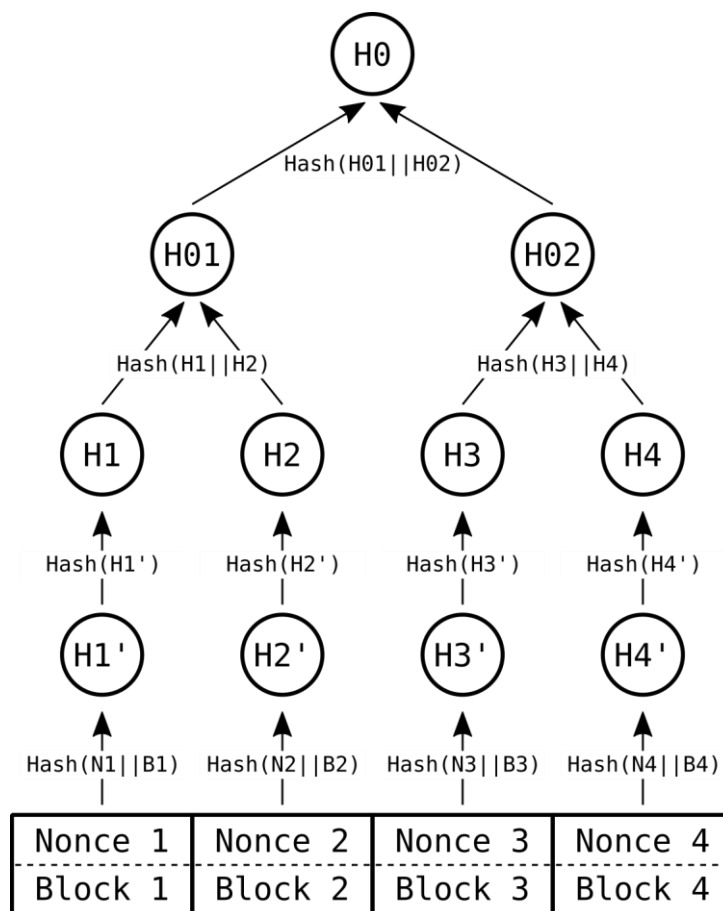 H0
Hash(H01||H02)
H01 H02
Hash(H1||H2) Hash(H3||H4)
H1 H2 H3 H4
Hash(H1') Hash(H2') Hash(H3') Hash(H4')
H1' H2' H3' H4'
Hash(N1||B1) Hash(N2||B2) Hash(N3||B3) Hash(N4||B4)
Nonce 1 Nonce 2 Nonce 3 Nonce 4
Block 1 Block 2 Block 3 Block 4